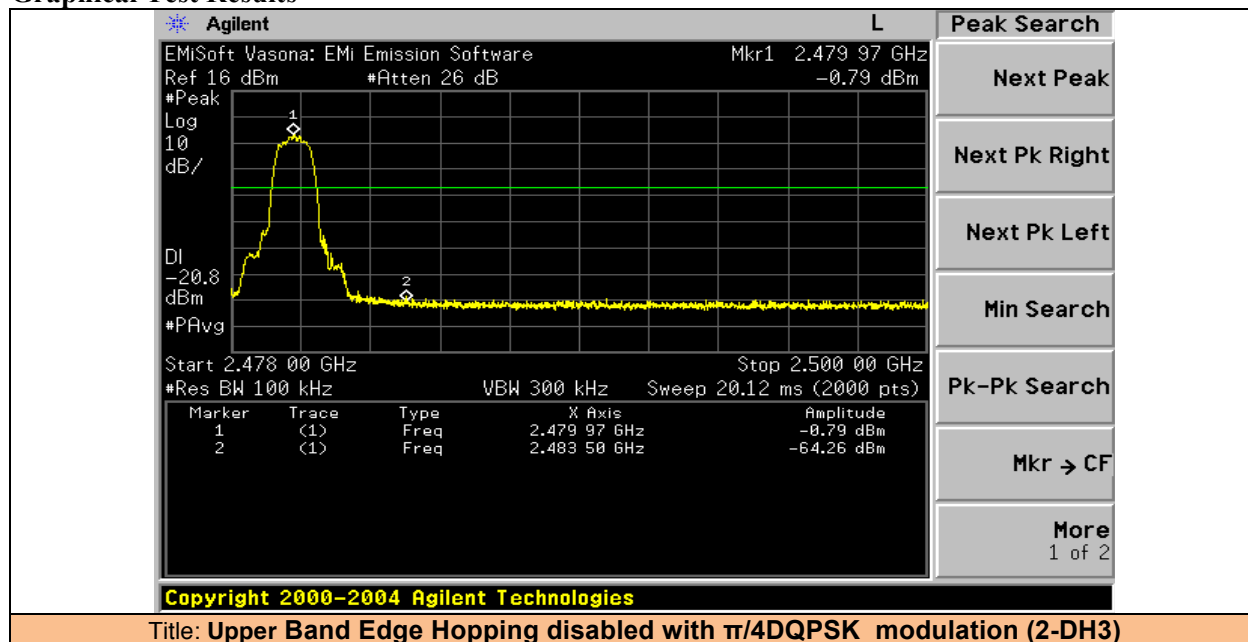 Graphical Test Results
Agilent L
Peak Search
EMiSoft Vasona: EMi Emission Software Mkr1 2.479 97 GHz
Ref 16 dBm #Atten 26 dB -0.79 dBm
#Peak
Log
10
dB/
1
DI
-20.8
dBm
2
#PAvg
Start 2.478 00 GHz Stop 2.500 00 GHz
#Res BW 100 kHz VBW 300 kHz Sweep 20.12 ms (2000 pts)
Marker Trace Type X Axis Amplitude
1 (1) Freq 2.479 97 GHz -0.79 dBm
2 (1) Freq 2.483 50 GHz -64.26 dBm
Next Peak
Next Pk Right
Next Pk Left
Min Search
Pk-Pk Search
Mkr → CF
More
1 of 2
Copyright 2000-2004 Agilent Technologies
Title: Upper Band Edge Hopping disabled with π/4DQPSK modulation (2-DH3)